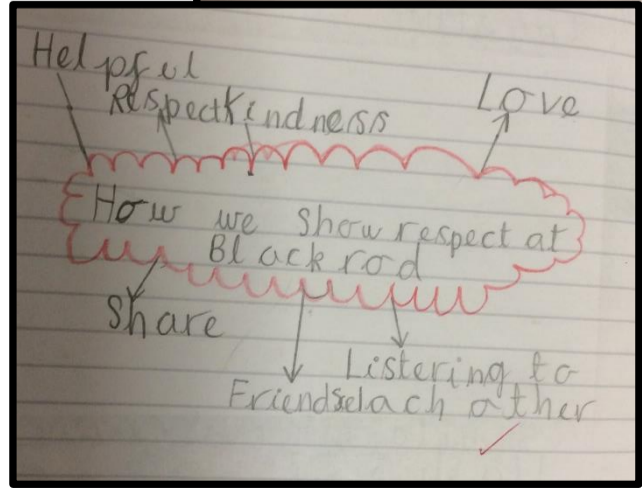 Helpful
Respect Kindness
Love
How we show respect at
Blackrod
Share
Listering to
Friends each other